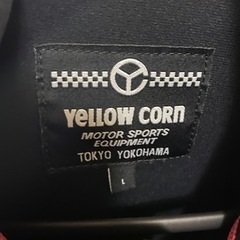 YeLLOW CORN
MOTOR SPORTS
EQUIPMENT
TOKYO YOKOHAMA
L